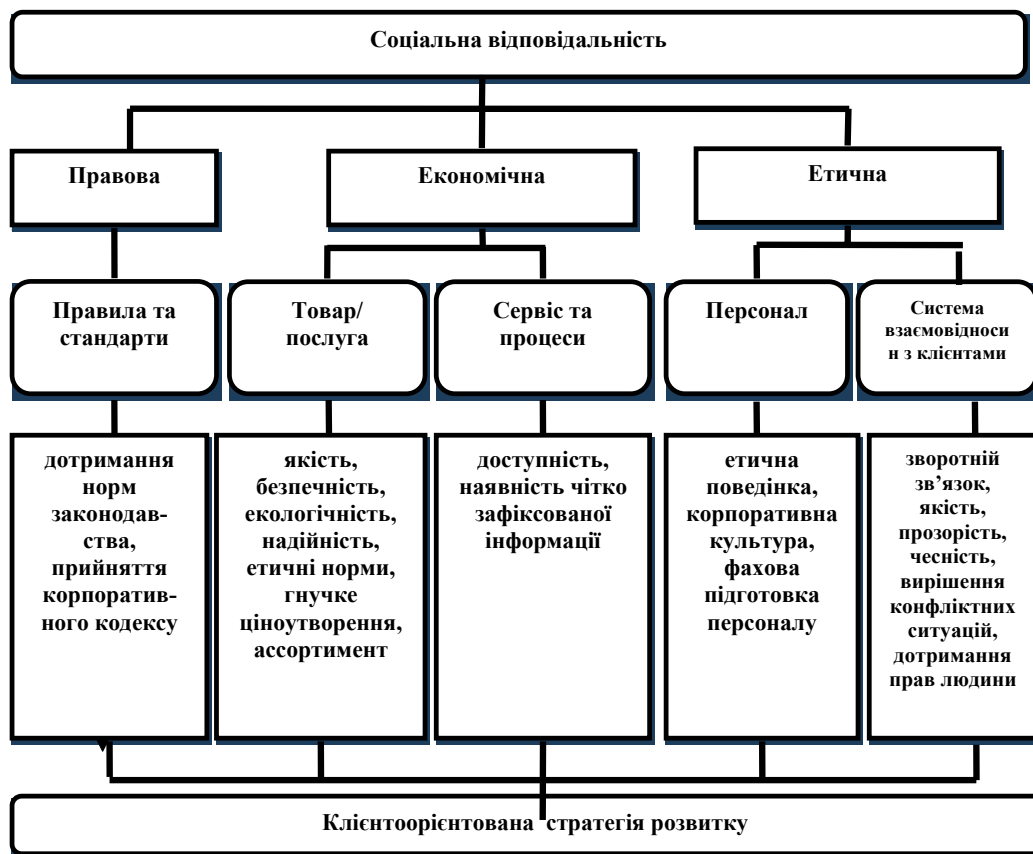 Соціальна відповідальність
Правова
Економічна
Етична
Правила та
стандарти
Товар/
послуга
Сервіс та
процеси
Персонал
Система
взаємовідноси
н з клієнтами
дотримання
норм
законодав-
ства,
прийняття
корпоратив-
ного кодексу
якість,
безпечність,
екологічність,
надійність,
етичні норми,
гнучке
ціноутворення,
ассортимент
доступність,
наявність чітко
зафіксованої
інформації
етична
поведінка,
корпоративна
культура,
фахова
підготовка
персоналу
зворотній
зв’язок,
якість,
прозорість,
чесність,
вирішення
конфліктних
ситуацій,
дотримання
прав людини
Клієнтоорієнтована стратегія розвитку